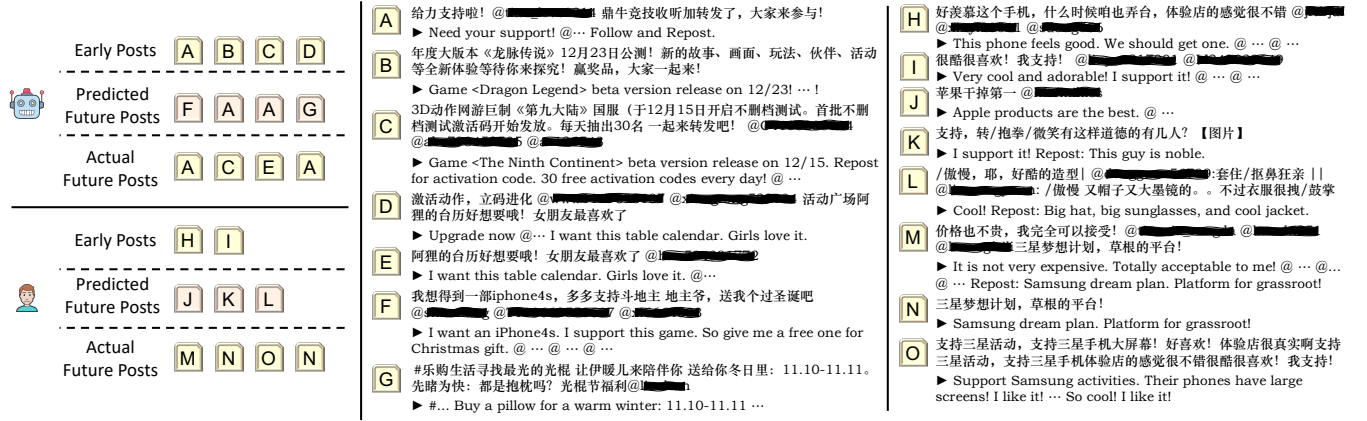 Early Posts A B C D
Predicted
Future Posts
F A A G
Actual
Future Posts
A C E A
Early Posts H I
Predicted
Future Posts
J K L
Actual
Future Posts
M N O N
A
给力支持啦！@ 鼎牛竞技收听加转发了，大家来参与！
► Need your support! @⋯ Follow and Repost.
B
年度大版本《龙脉传说》12月23日公测！新的故事、画面、玩法、伙伴、活动
等全新体验等待你来探究！赢奖品，大家一起来！
► Game <Dragon Legend> beta version release on 12/23! ⋯ !
C
3D动作网游巨制《第九大陆》国服（于12月15日开启不删档测试。首批不删
档测试激活码开始发放。每天抽出30名 一起来转发吧！ @
@ @
► Game <The Ninth Continent> beta version release on 12/15. Repost
for activation code. 30 free activation codes every day! @ ⋯
D
激活动作，立码进化 @ @ 活动广场阿
狸的台历好想要哦！女朋友最喜欢了
► Upgrade now @⋯ I want this table calendar. Girls love it.
E
阿狸的台历好想要哦！女朋友最喜欢了 @
► I want this table calendar. Girls love it. @⋯
F
我想得到一部iphone4s，多多支持斗地主 地主爷，送我个过圣诞吧
@ @ @
► I want an iPhone4s. I support this game. So give me a free one for
Christmas gift. @ ⋯ @ ⋯ @ ⋯
G
#乐购生活寻找最光的光棍 让伊暖儿来陪伴你 送给你冬日里：11.10-11.11。
先睹为快：都是抱枕吗？光棍节福利@
► #... Buy a pillow for a warm winter: 11.10-11.11 ⋯
H
好羡慕这个手机，什么时候咱也弄台，体验店的感觉很不错 @
@ @
► This phone feels good. We should get one. @ ⋯ @ ⋯
I
很酷很喜欢！我支持！ @ @
► Very cool and adorable! I support it! @ ⋯ @ ⋯
J
苹果干掉第一 @
► Apple products are the best. @ ⋯
K
支持，转/抱拳/微笑有这样道德的有几人？【图片】
► I support it! Repost: This guy is noble.
L
/傲慢，耶，好酷的造型| @ :套住/抠鼻狂亲 ||
@ : /傲慢 又帽子又大墨镜的。。不过衣服很拽/鼓掌
► Cool! Repost: Big hat, big sunglasses, and cool jacket.
M
价格也不贵，我完全可以接受！@ @
@ 三星梦想计划，草根的平台！
► It is not very expensive. Totally acceptable to me! @ ⋯ @...
@ ⋯ Repost: Samsung dream plan. Platform for grassroot!
N
三星梦想计划，草根的平台！
► Samsung dream plan. Platform for grassroot!
O
支持三星活动，支持三星手机大屏幕！好喜欢！体验店很真实啊支持
三星活动，支持三星手机体验店的感觉很不错很酷很喜欢！我支持！
► Support Samsung activities. Their phones have large
screens! I like it! ⋯ So cool! I like it!